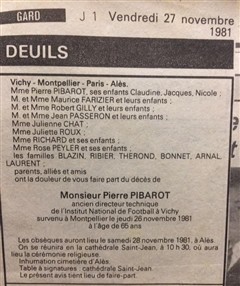 GARD
J 1 Vendredi 27 novembre
1981
DEUILS
Vichy - Montpellier - Paris - Alès.
Mme Pierre PIBAROT, ses enfants Claudine, Jacques, Nicole ;
M. et Mme Maurice FARIZIER et leurs enfants ;
M. et Mme Robert GILLY et leurs enfants ;
M. et Mme Jean PASSERON et leurs enfants ;
Mme Julienne CHAT ;
Mme Juliette ROUX ;
Mme RICHARD et ses enfants ;
Mme Rose PEYLER et ses enfants ;
les familles BLAZIN, RIBIER, THEROND, BONNET, ARNAL,
LAURENT ;
parents, alliés et amis
ont la douleur de vous faire part du décès de
Monsieur Pierre PIBAROT
ancien directeur technique
de l'Institut National de Football à Vichy
survenu à Montpellier le jeudi 26 novembre 1981
à l'âge de 65 ans
Les obsèques auront lieu le samedi 28 novembre 1981, à Alès.
On se réunira en la cathédrale Saint-Jean, à 10 h 30, où aura
lieu la cérémonie religieuse.
Inhumation cimetière d'Alès.
Table à signatures : cathédrale Saint-Jean.
Le présent avis tient lieu de faire-part.